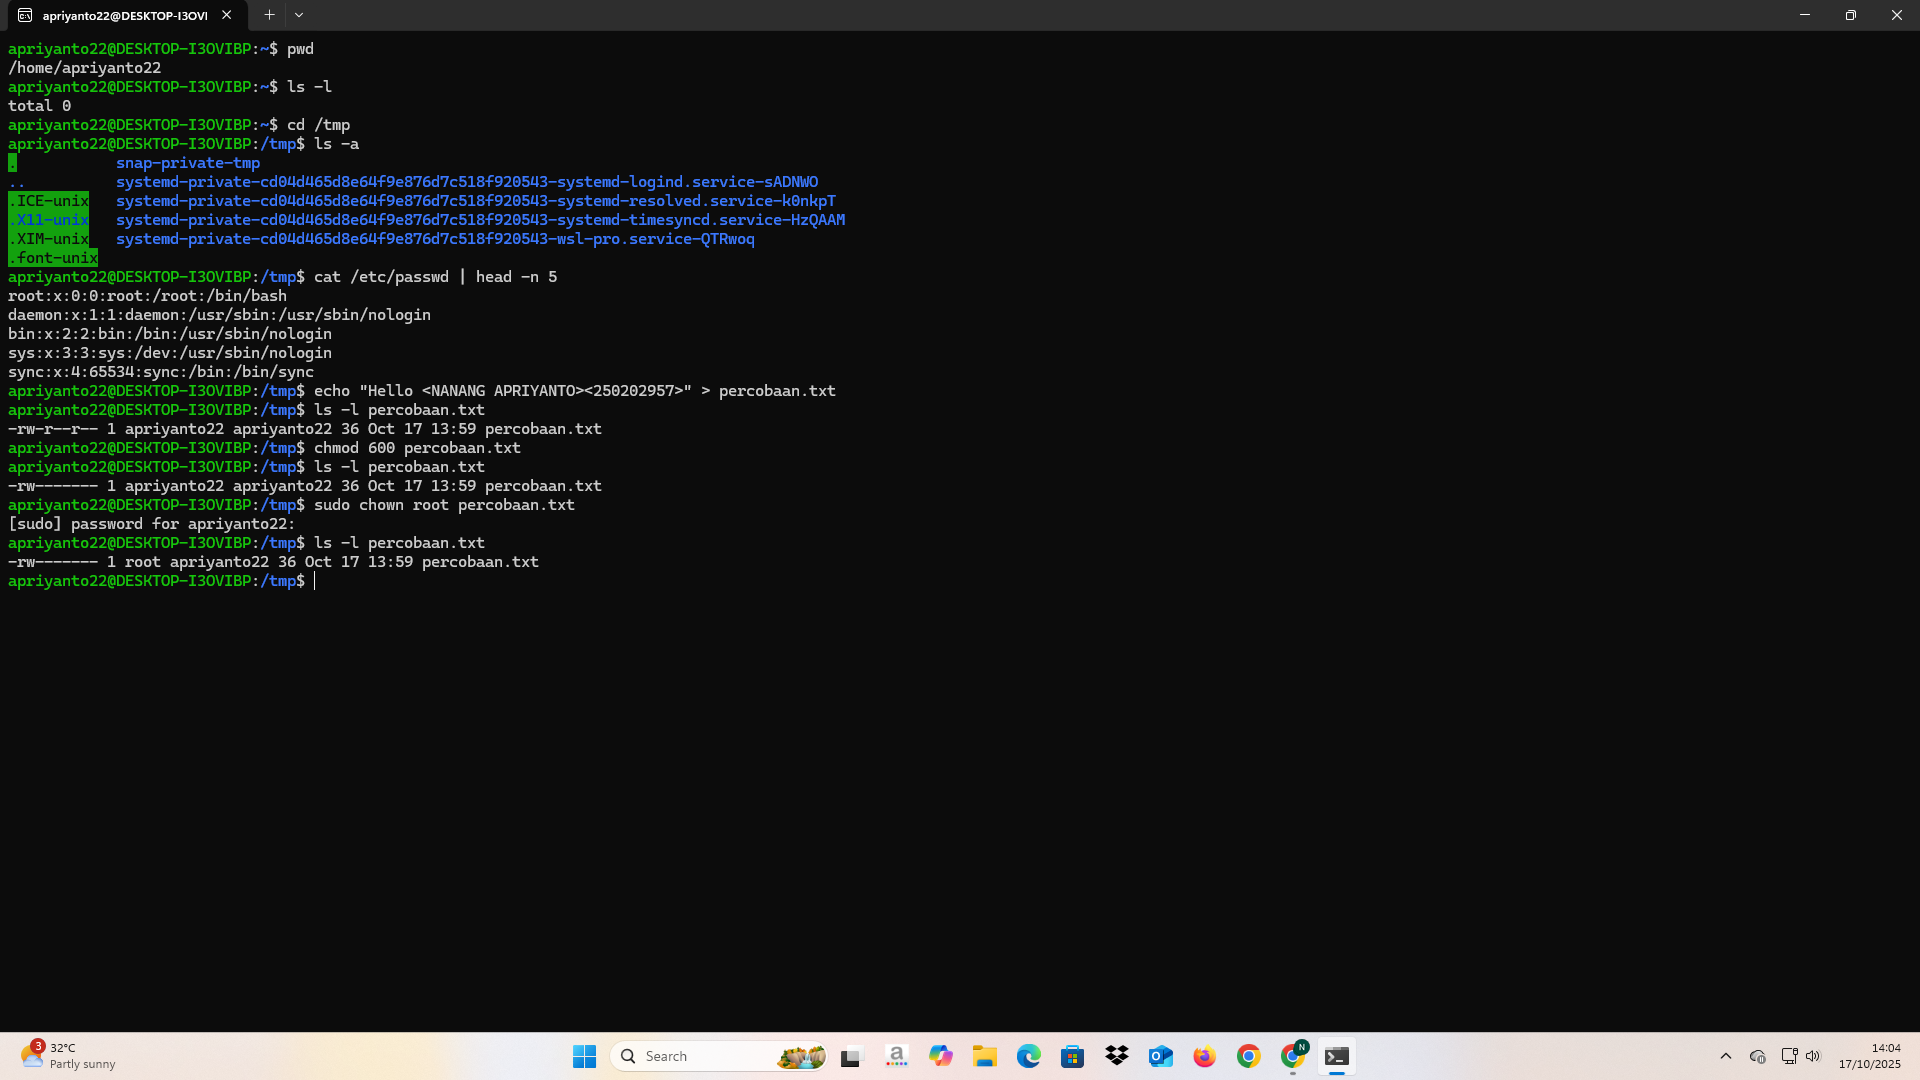 apriyanto22@DESKTOP-I3OVI
apriyanto22@DESKTOP-I3OVIBP:~$ pwd
/home/apriyanto22
apriyanto22@DESKTOP-I3OVIBP:~$ ls -l
total 0
apriyanto22@DESKTOP-I3OVIBP:~$ cd /tmp
apriyanto22@DESKTOP-I3OVIBP:/tmp$ ls -a
. snap-private-tmp
.. systemd-private-cd04d465d8e64f9e876d7c518f920543-systemd-logind.service-sADNWO
.ICE-unix systemd-private-cd04d465d8e64f9e876d7c518f920543-systemd-resolved.service-k0nkpT
.X11-unix systemd-private-cd04d465d8e64f9e876d7c518f920543-systemd-timesyncd.service-HzQAAM
.XIM-unix systemd-private-cd04d465d8e64f9e876d7c518f920543-wsl-pro.service-QTRwoq
.font-unix
apriyanto22@DESKTOP-I3OVIBP:/tmp$ cat /etc/passwd | head -n 5
root:x:0:0:root:/root:/bin/bash
daemon:x:1:1:daemon:/usr/sbin:/usr/sbin/nologin
bin:x:2:2:bin:/bin:/usr/sbin/nologin
sys:x:3:3:sys:/dev:/usr/sbin/nologin
sync:x:4:65534:sync:/bin:/bin/sync
apriyanto22@DESKTOP-I3OVIBP:/tmp$ echo "Hello <NANANG APRIYANTO><250202957>" > percobaan.txt
apriyanto22@DESKTOP-I3OVIBP:/tmp$ ls -l percobaan.txt
-rw-r--r-- 1 apriyanto22 apriyanto22 36 Oct 17 13:59 percobaan.txt
apriyanto22@DESKTOP-I3OVIBP:/tmp$ chmod 600 percobaan.txt
apriyanto22@DESKTOP-I3OVIBP:/tmp$ ls -l percobaan.txt
-rw------- 1 apriyanto22 apriyanto22 36 Oct 17 13:59 percobaan.txt
apriyanto22@DESKTOP-I3OVIBP:/tmp$ sudo chown root percobaan.txt
[sudo] password for apriyanto22:
apriyanto22@DESKTOP-I3OVIBP:/tmp$ ls -l percobaan.txt
-rw------- 1 root apriyanto22 36 Oct 17 13:59 percobaan.txt
apriyanto22@DESKTOP-I3OVIBP:/tmp$
3
32°C
Partly sunny
Search
a
N
14:04
17/10/2025